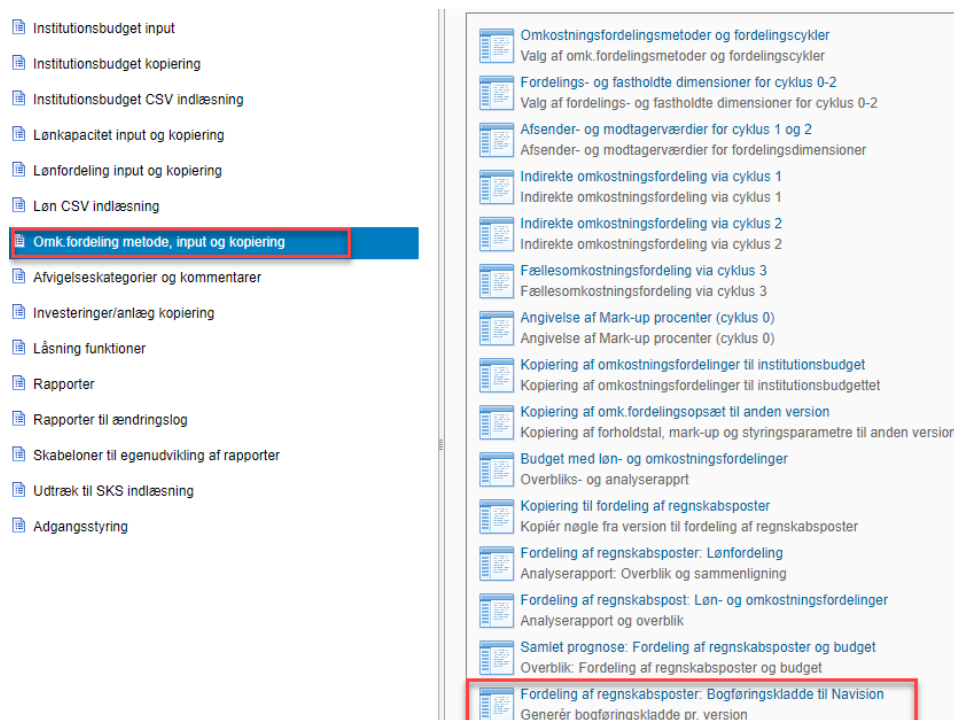 Institutionsbudget input
Institutionsbudget kopiering
Institutionsbudget CSV indlæsning
Lønkapacitet input og kopiering
Lønfordeling input og kopiering
Løn CSV indlæsning
Omk.fordeling metode, input og kopiering
Afvigelseskategorier og kommentarer
Investeringer/anlæg kopiering
Låsning funktioner
Rapporter
Rapporter til ændringslog
Skabeloner til egenudvikling af rapporter
Udtræk til SKS indlæsning
Adgangsstyring
Omkostningsfordelingsmetoder og fordelingscykler
Valg af omk.fordelingsmetoder og fordelingscykler
Fordelings- og fastholdte dimensioner for cyklus 0-2
Valg af fordelings- og fastholdte dimensioner for cyklus 0-2
Afsender- og modtagerværdier for cyklus 1 og 2
Afsender- og modtagerværdier for fordelingsdimensioner
Indirekte omkostningsfordeling via cyklus 1
Indirekte omkostningsfordeling via cyklus 1
Indirekte omkostningsfordeling via cyklus 2
Indirekte omkostningsfordeling via cyklus 2
Fællesomkostningsfordeling via cyklus 3
Fællesomkostningsfordeling via cyklus 3
Angivelse af Mark-up procenter (cyklus 0)
Angivelse af Mark-up procenter (cyklus 0)
Kopiering af omkostningsfordelinger til institutionsbudget
Kopiering af omkostningsfordelinger til institutionsbudgettet
Kopiering af omk.fordelingsopsæt til anden version
Kopiering af forholdstal, mark-up og styringsparametre til anden version
Budget med løn- og omkostningsfordelinger
Overbliks- og analyserapprt
Kopiering til fordeling af regnskabsposter
Kopiér nøgle fra version til fordeling af regnskabsposter
Fordeling af regnskabsposter: Lønfordeling
Analyserapport: Overblik og sammenligning
Fordeling af regnskabspost: Løn- og omkostningsfordelinger
Analyserapport og overblik
Samlet prognose: Fordeling af regnskabsposter og budget
Overblik: Fordeling af regnskabsposter og budget
Fordeling af regnskabsposter: Bogføringskladde til Navision
Generér bogføringskladde pr. version